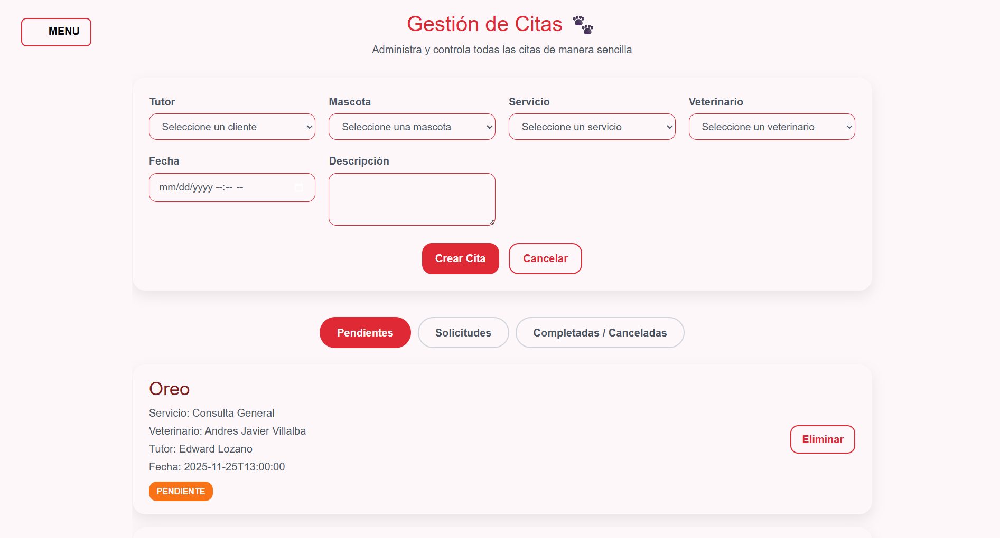 MENU
Gestión de Citas
Administra y controla todas las citas de manera sencilla
Tutor
Mascota
Servicio
Veterinario
Seleccione un cliente
Seleccione una mascota
Seleccione un servicio
Seleccione un veterinario
Fecha
Descripción
mm/dd/yyyy --:-- --
Crear Cita
Cancelar
Pendientes
Solicitudes
Completadas / Canceladas
Oreo
Servicio: Consulta General
Veterinario: Andres Javier Villalba
Tutor: Edward Lozano
Fecha: 2025-11-25T13:00:00
PENDIENTE
Eliminar